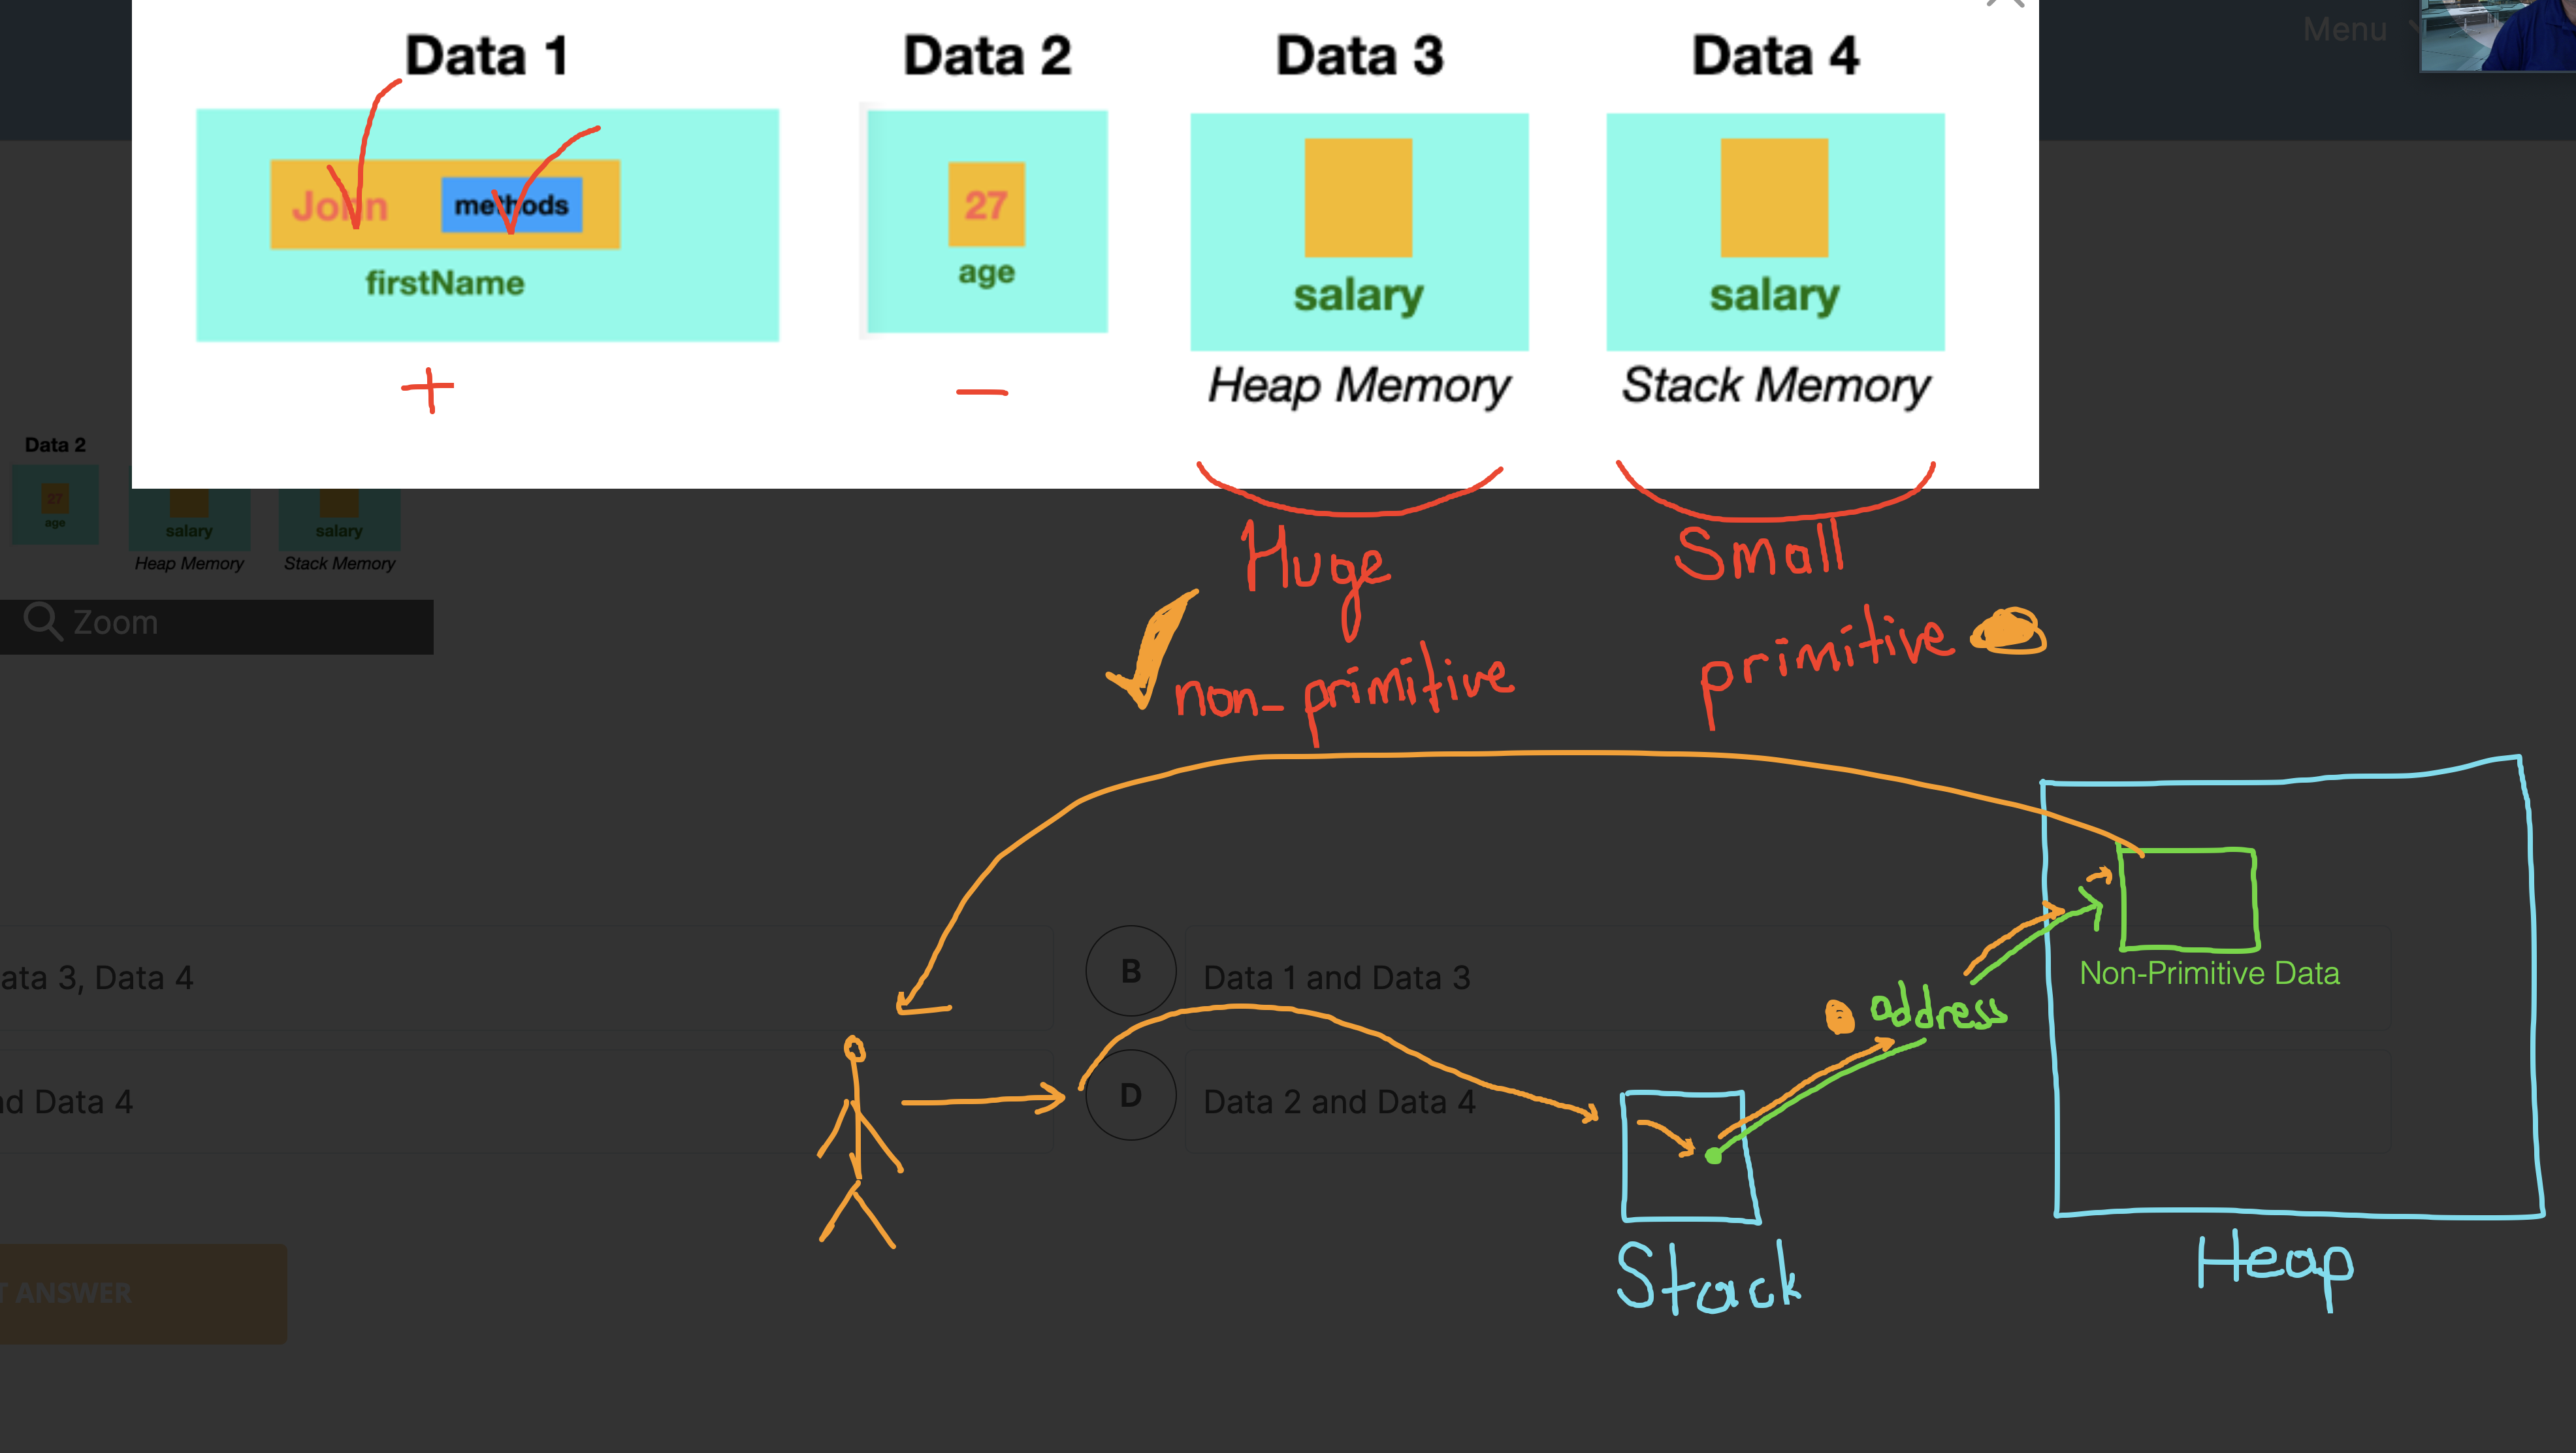 Menu
Data 1 Data 2 Data 3 Data 4
John methods
firstName
27
age
salary
salary
Heap Memory Stack Memory
+ −
Data 2
27
age
salary
salary
Heap Memory Stack Memory
Zoom
Huge
Small
non-primitive
primitive
ata 3, Data 4
B Data 1 and Data 3
Non-Primitive Data
address
d Data 4
D Data 2 and Data 4
Stack
Heap
T ANSWER